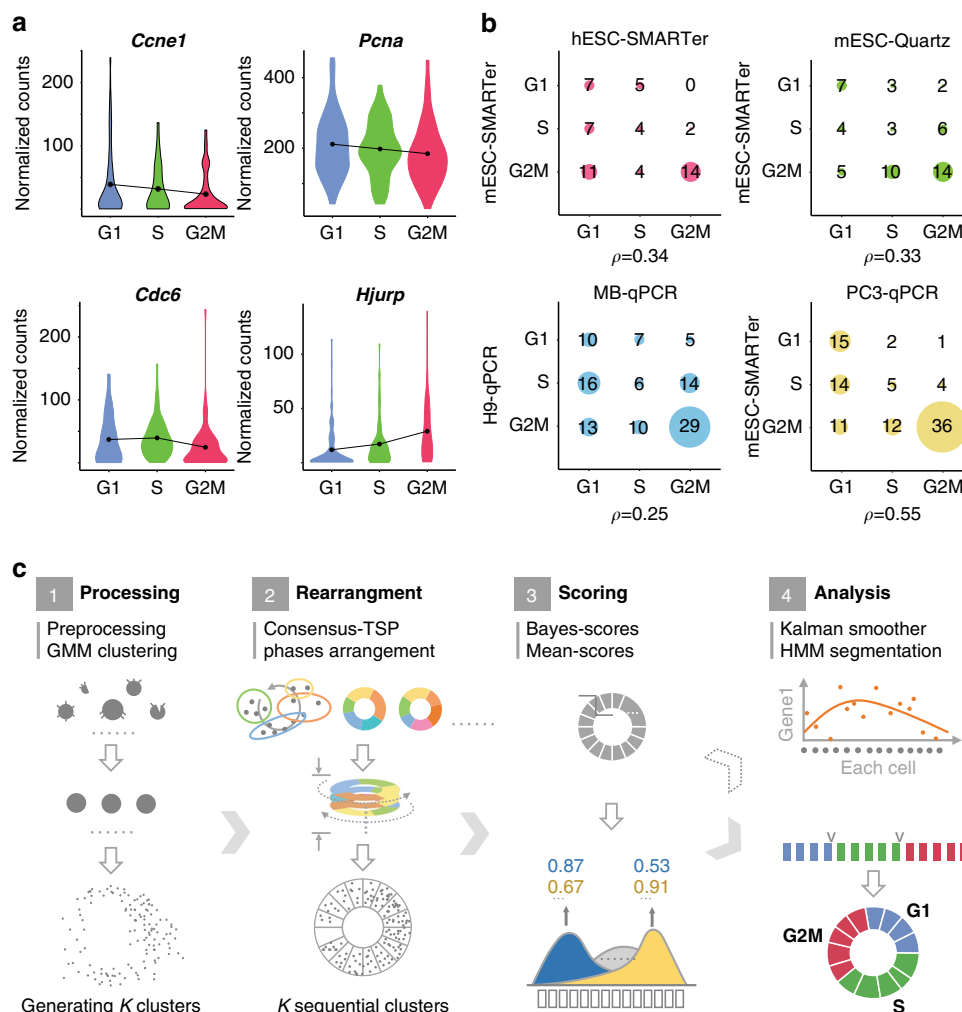 a
Ccne1
Normalized counts
200
100
G1 S G2M
Pcna
Normalized counts
400
200
G1 S G2M
Cdc6
Normalized counts
200
100
G1 S G2M
Hjurp
Normalized counts
100
50
G1 S G2M
b
hESC-SMARTer
mESC-SMARTer
G1 7 5 0
S 7 4 2
G2M 11 4 14
G1 S G2M
ρ=0.34
mESC-Quartz
mESC-SMARTer
7 3 2
4 3 6
5 10 14
G1 S G2M
ρ=0.33
MB-qPCR
H9-qPCR
G1 10 7 5
S 16 6 14
G2M 13 10 29
G1 S G2M
ρ=0.25
PC3-qPCR
mESC-SMARTer
15 2 1
14 5 4
11 12 36
G1 S G2M
ρ=0.55
c
1 Processing
Preprocessing
GMM clustering
Generating K clusters
2 Rearrangment
Consensus-TSP
phases arrangement
K sequential clusters
3 Scoring
Bayes-scores
Mean-scores
0.87 0.53
0.67 0.91
4 Analysis
Kalman smoother
HMM segmentation
Gene1
Each cell
G1
G2M
S